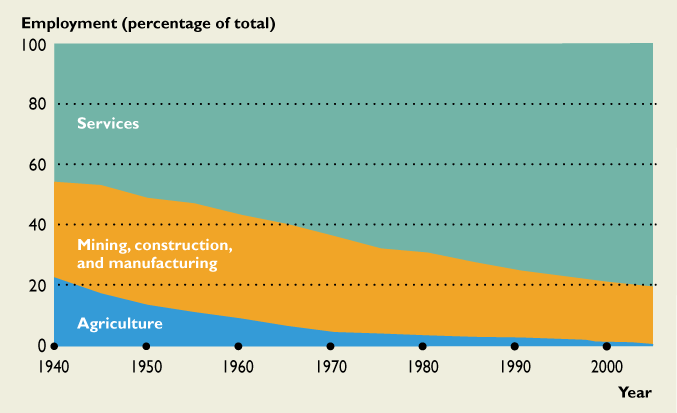 Employment (percentage of total)
100
80
Services
60
40
Mining, construction,
and manufacturing
20
Agriculture
0
1940 1950 1960 1970 1980 1990 2000
Year